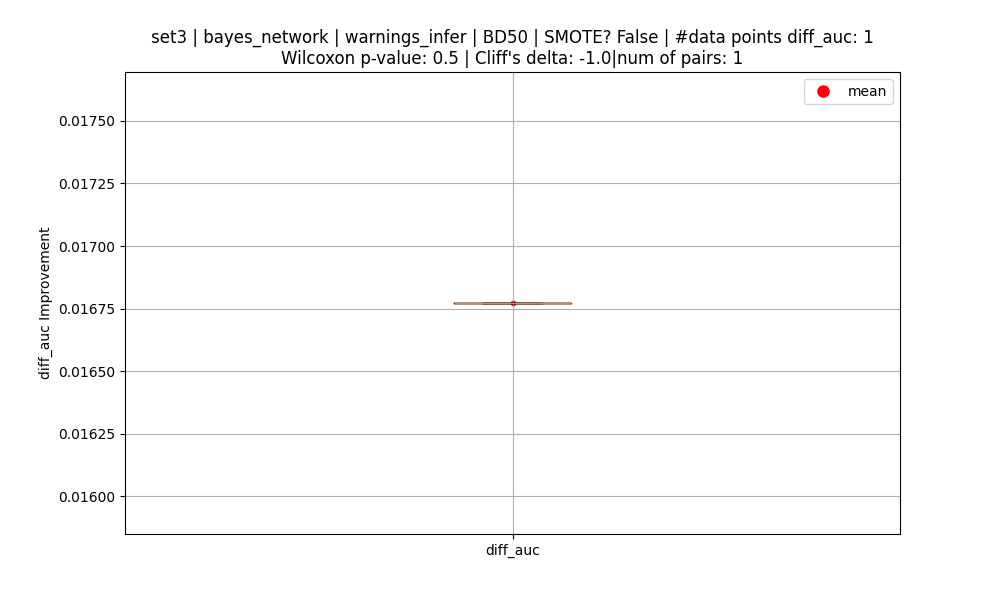 set3 | bayes_network | warnings_infer | BD50 | SMOTE? False | #data points diff_auc: 1
Wilcoxon p-value: 0.5 | Cliff's delta: -1.0|num of pairs: 1
mean
0.01750
0.01725
0.01700
0.01675
0.01650
0.01625
0.01600
diff_auc Improvement
diff_auc